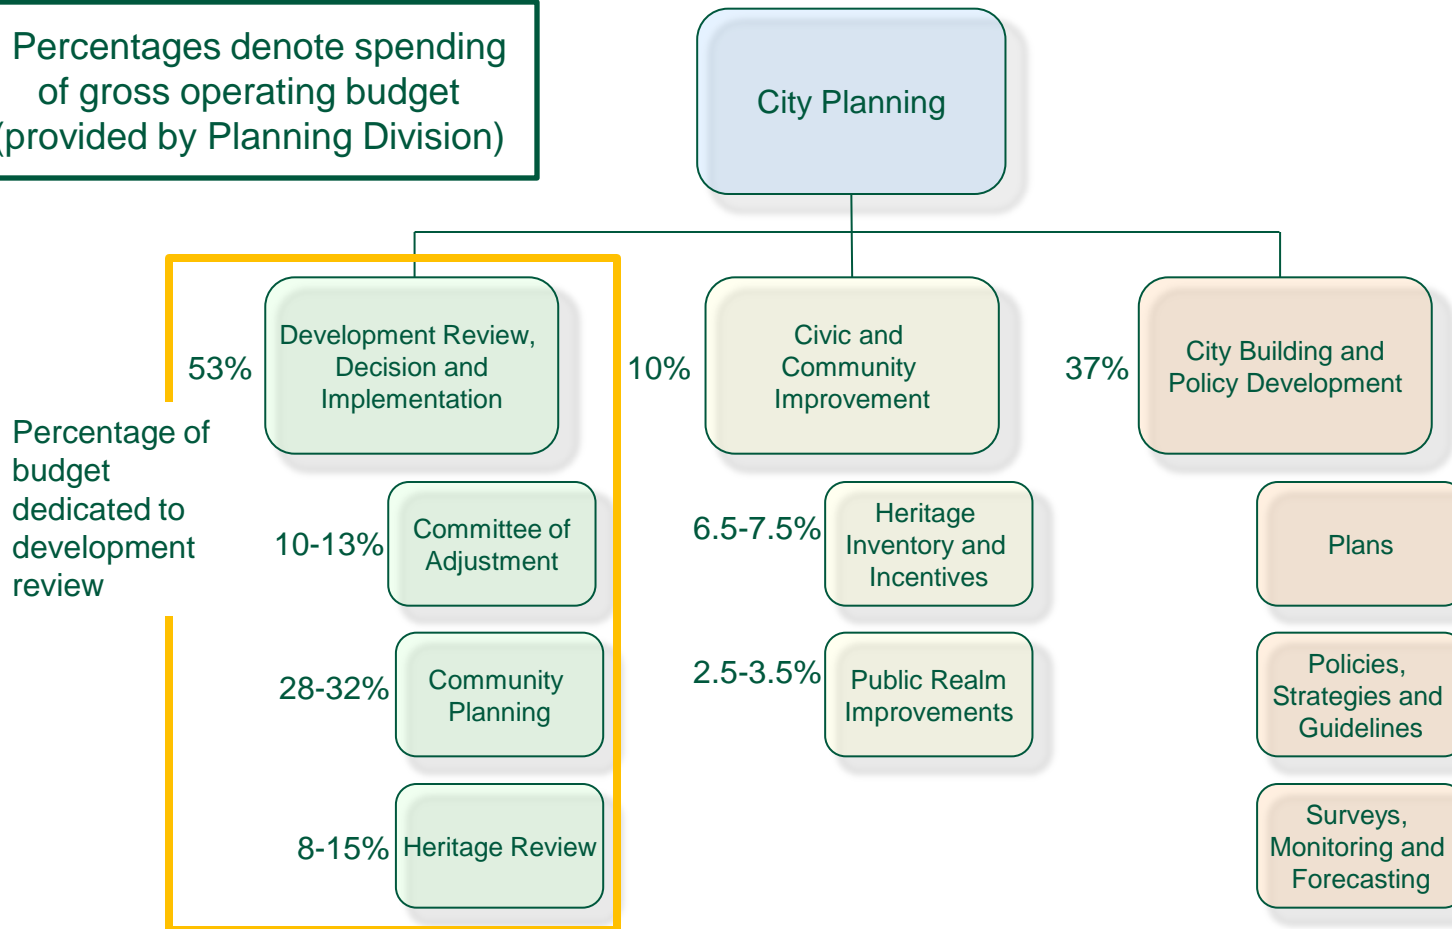 Percentages denote spending
of gross operating budget
(provided by Planning Division)
City Planning
53%
Development Review,
Decision and
Implementation
10%
Civic and
Community
Improvement
37%
City Building and
Policy Development
Percentage of
budget
dedicated to
development
review
10-13%
Committee of
Adjustment
6.5-7.5%
Heritage
Inventory and
Incentives
Plans
28-32%
Community
Planning
2.5-3.5%
Public Realm
Improvements
Policies,
Strategies and
Guidelines
8-15%
Heritage Review
Surveys,
Monitoring and
Forecasting